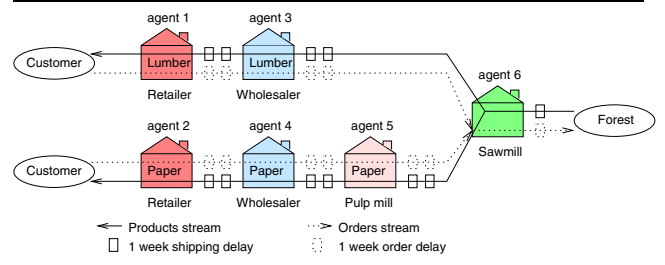 agent 1 agent 3
Customer Lumber Lumber
agent 6
Retailer Wholesaler
Forest
agent 2 agent 4 agent 5
Sawmill
Customer Paper Paper Paper
Retailer Wholesaler Pulp mill
Products stream Orders stream
1 week shipping delay 1 week order delay